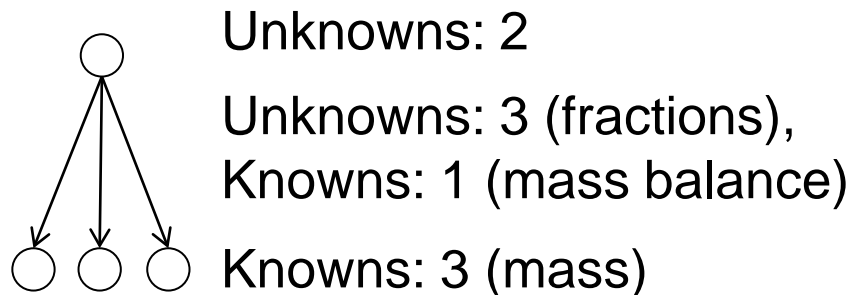 Unknowns: 2
Unknowns: 3 (fractions),
Knowns: 1 (mass balance)
Knowns: 3 (mass)